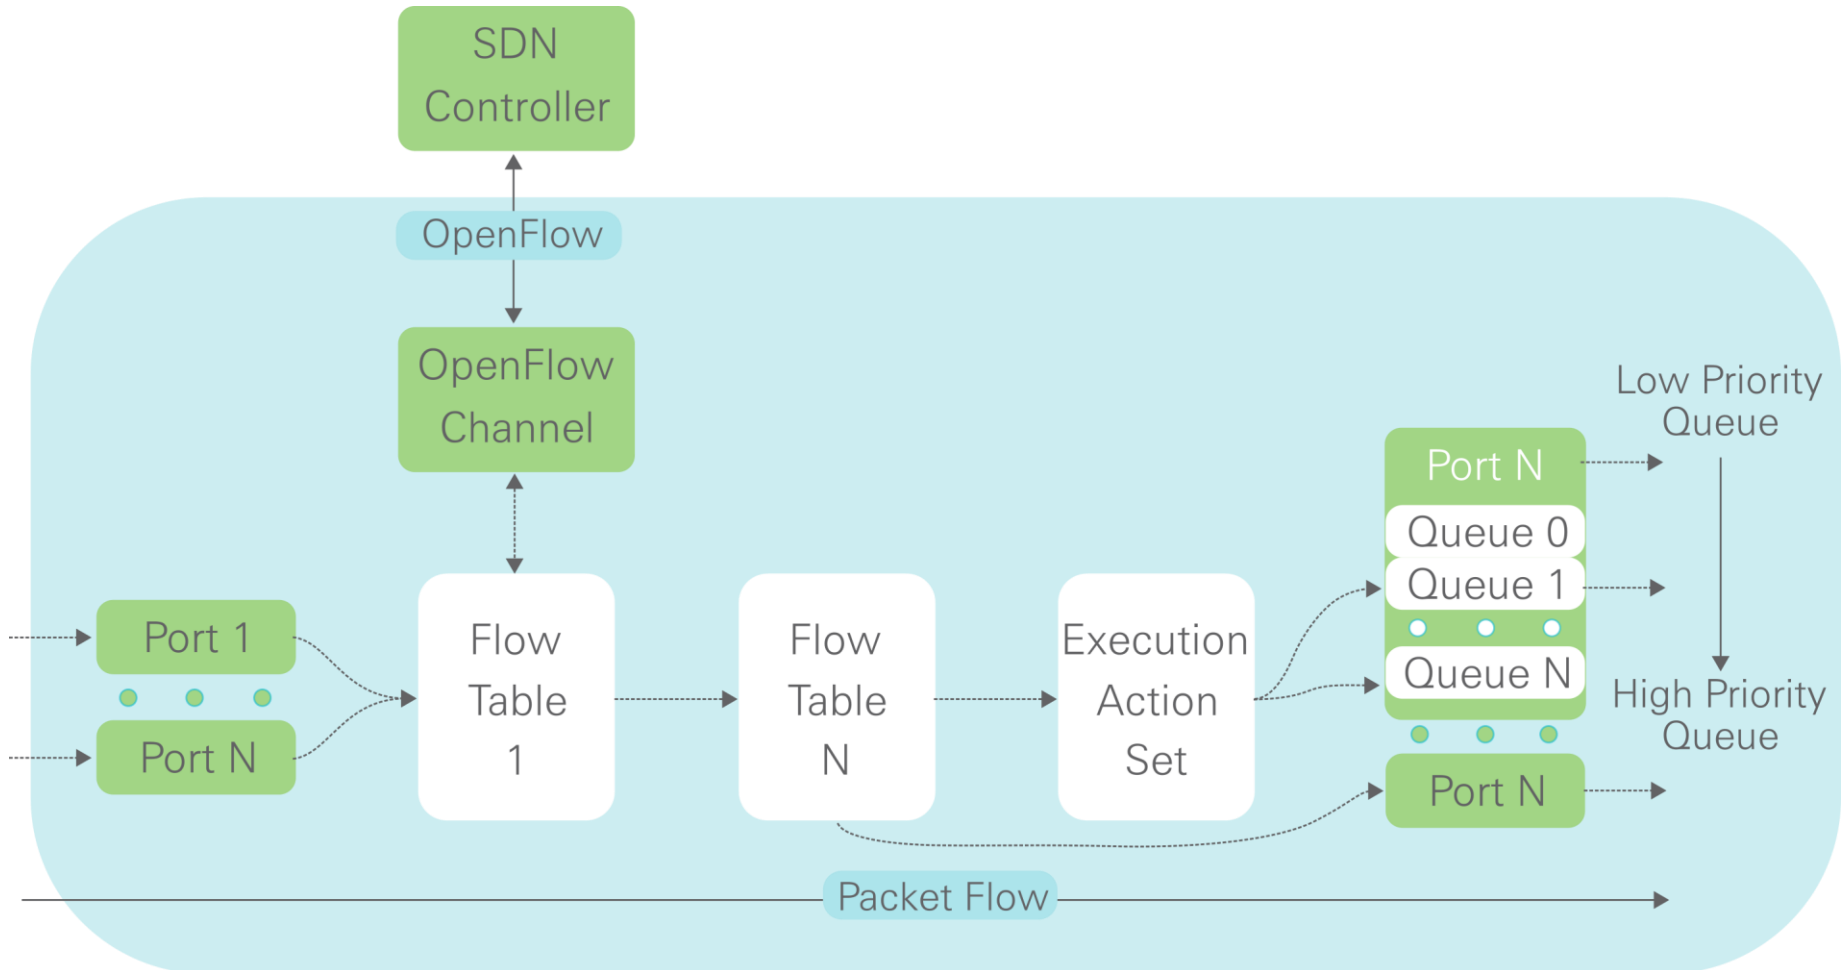 SDN
Controller
OpenFlow
OpenFlow
Channel
Low Priority
Queue
Port N
Queue 0
Queue 1
Queue N
High Priority
Queue
Port 1
Port N
Flow
Table
1
Flow
Table
N
Execution
Action
Set
Port N
Packet Flow